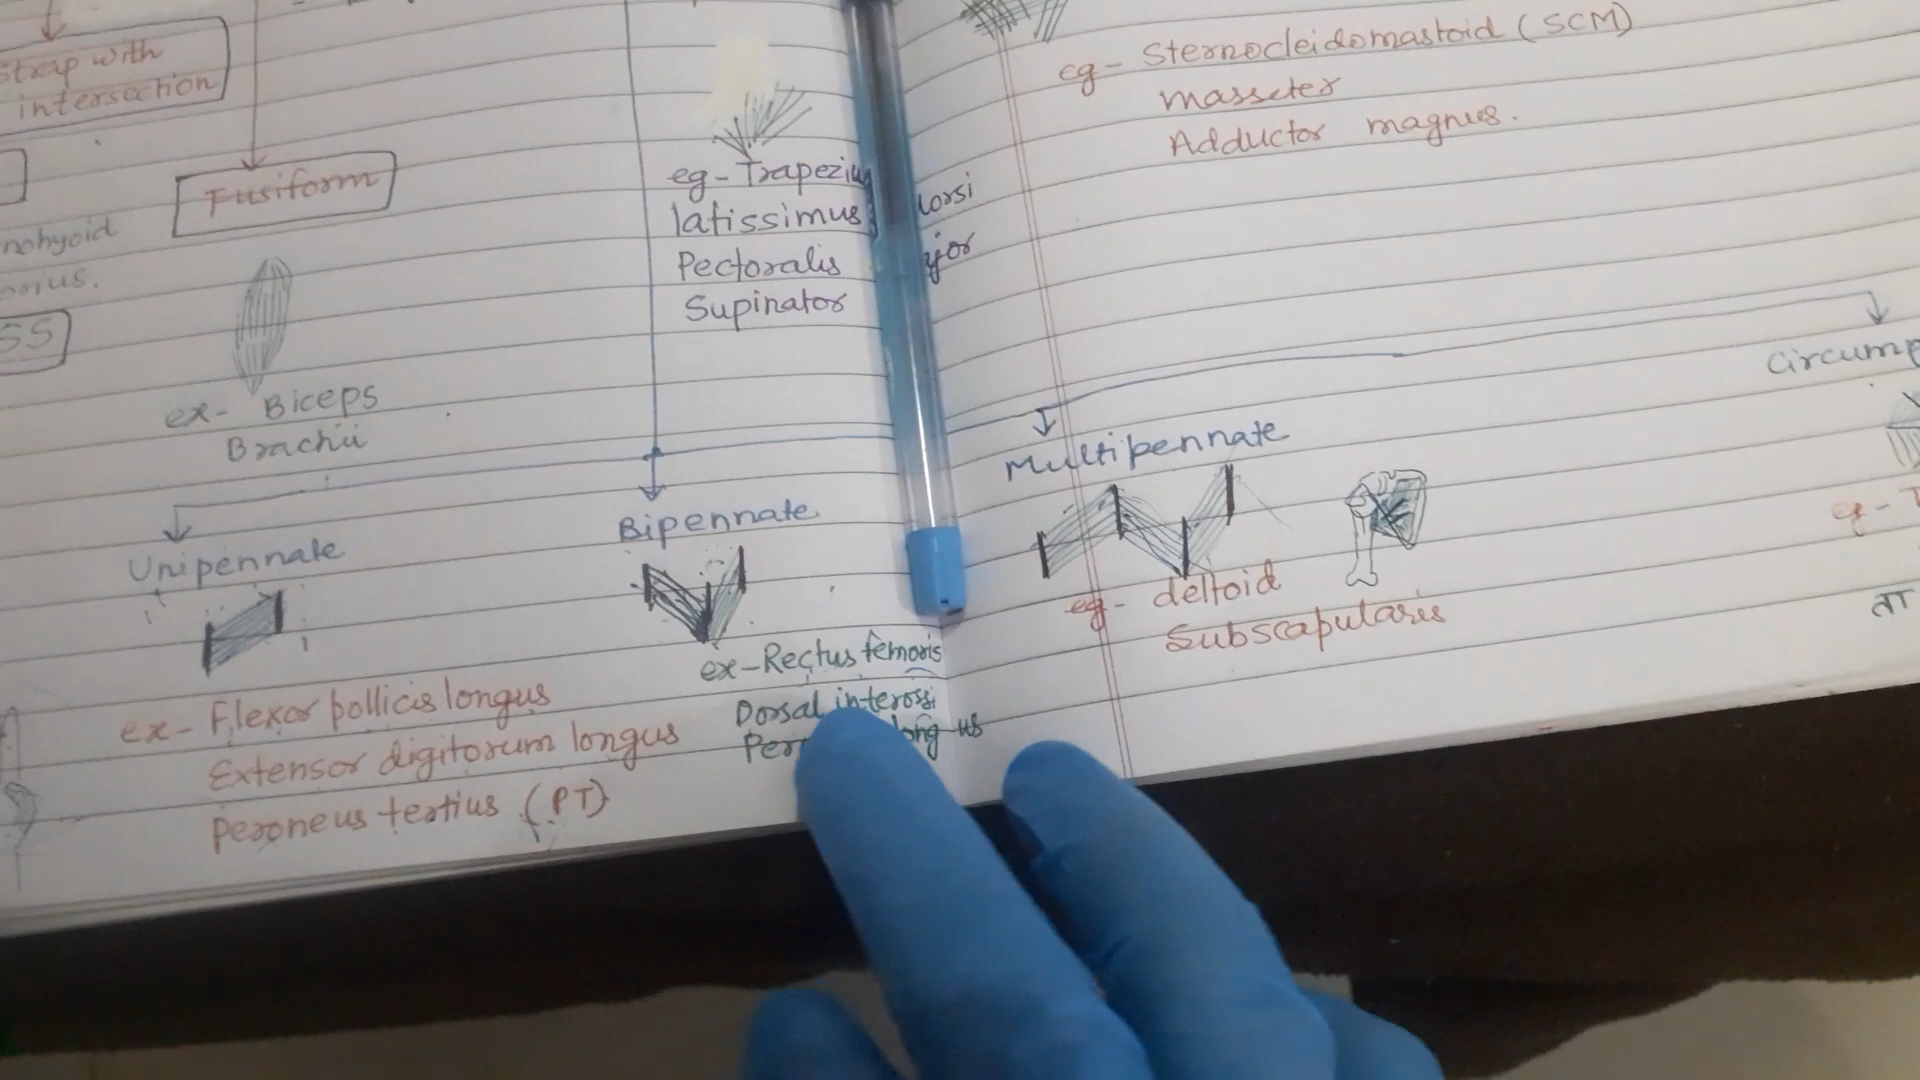 Strap with
intersection
Fusiform
nohyoid
SS
ex- Biceps
Brachii
eg- Trapezius
latissimus dorsi
Pectoralis
Supinator
eg- Sternocleidomastoid (SCM)
masseter
Adductor magnus.
Unipennate
ex- Flexor pollicis longus
Extensor digitorum longus
Peroneus tertius (PT)
Bipennate
ex- Rectus femoris
Dorsal interossi
Multipennate
eg- deltoid
Subscapularis
eg-
ता